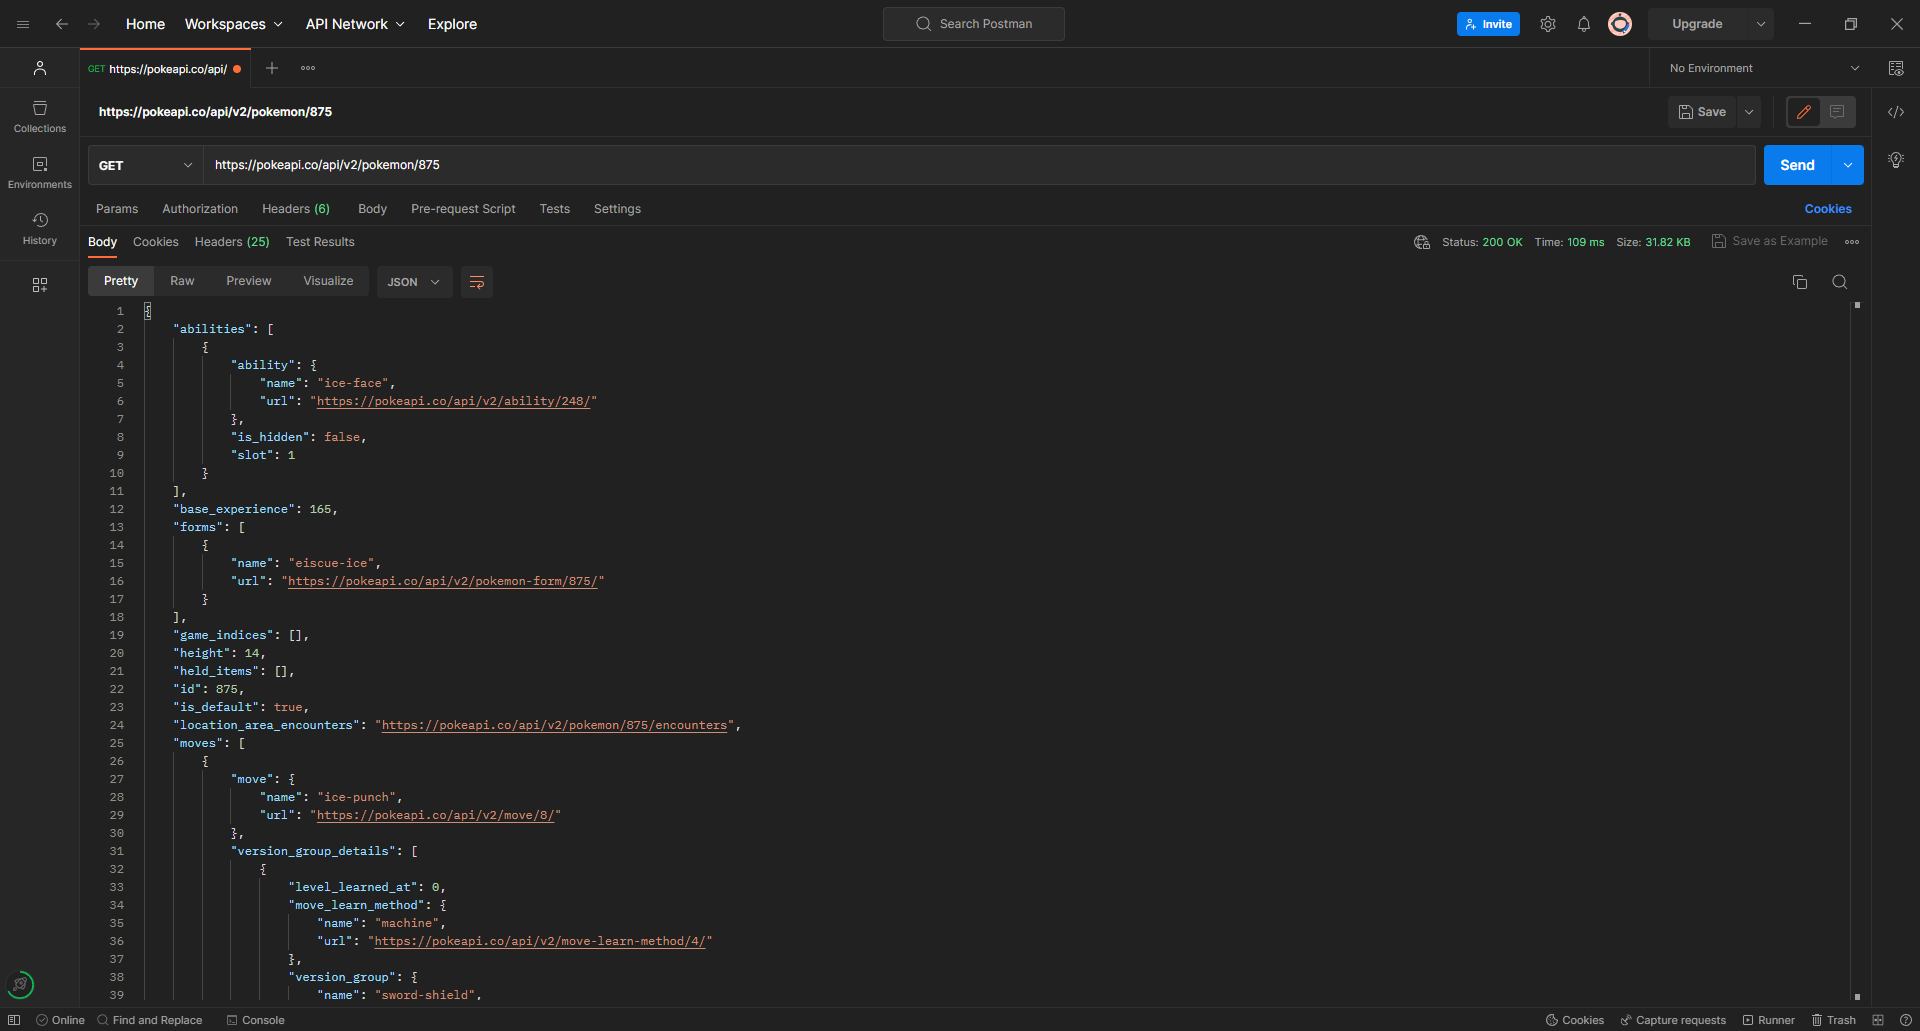 Home Workspaces API Network Explore Search Postman Invite Upgrade
GET https://pokeapi.co/api/ No Environment
https://pokeapi.co/api/v2/pokemon/875 Save
Collections
Environments
History
GET https://pokeapi.co/api/v2/pokemon/875 Send
Params Authorization Headers (6) Body Pre-request Script Tests Settings Cookies
Body Cookies Headers (25) Test Results Status: 200 OK Time: 109 ms Size: 31.82 KB Save as Example
Pretty Raw Preview Visualize JSON
1 {
2 "abilities": [
3 {
4 "ability": {
5 "name": "ice-face",
6 "url": "https://pokeapi.co/api/v2/ability/248/"
7 },
8 "is_hidden": false,
9 "slot": 1
10 }
11 ],
12 "base_experience": 165,
13 "forms": [
14 {
15 "name": "eiscue-ice",
16 "url": "https://pokeapi.co/api/v2/pokemon-form/875/"
17 }
18 ],
19 "game_indices": [],
20 "height": 14,
21 "held_items": [],
22 "id": 875,
23 "is_default": true,
24 "location_area_encounters": "https://pokeapi.co/api/v2/pokemon/875/encounters",
25 "moves": [
26 {
27 "move": {
28 "name": "ice-punch",
29 "url": "https://pokeapi.co/api/v2/move/8/"
30 },
31 "version_group_details": [
32 {
33 "level_learned_at": 0,
34 "move_learn_method": {
35 "name": "machine",
36 "url": "https://pokeapi.co/api/v2/move-learn-method/4/"
37 },
38 "version_group": {
39 "name": "sword-shield",
Online Find and Replace Console Cookies Capture requests Runner Trash